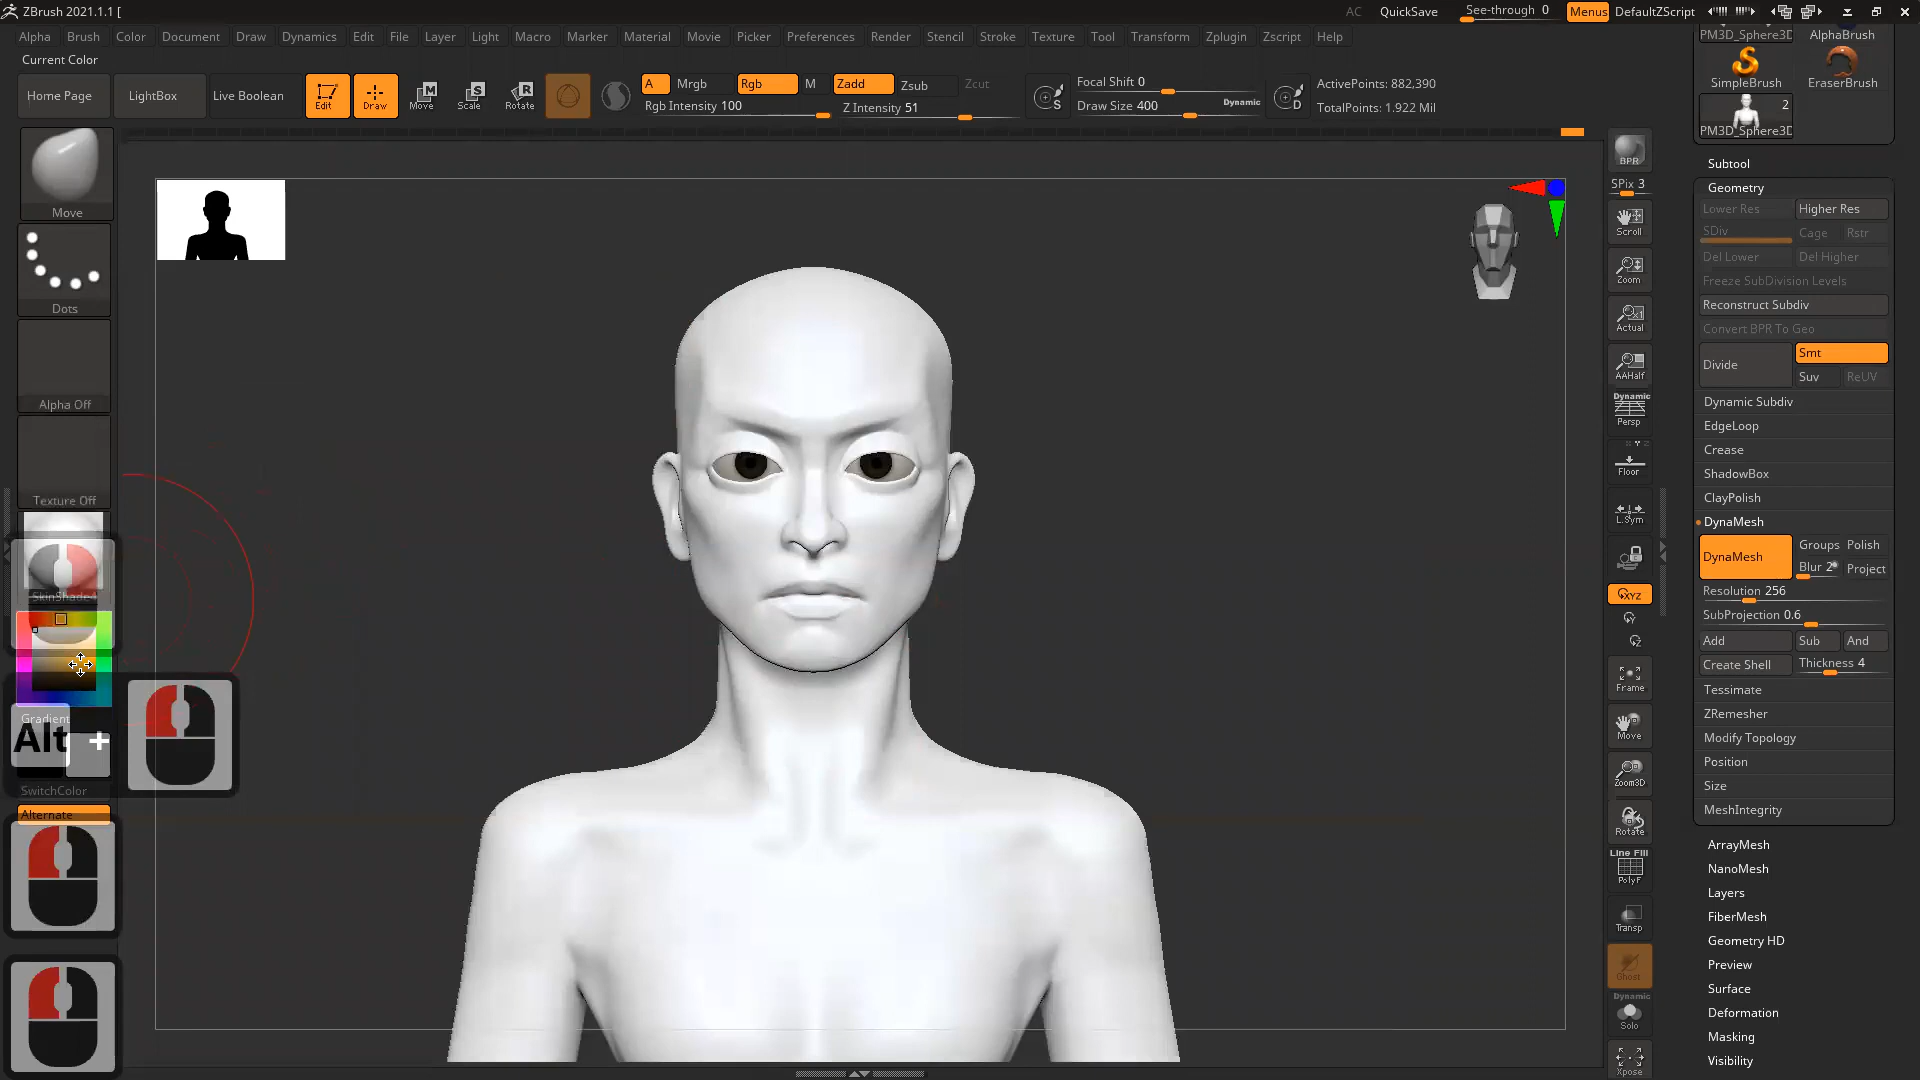 ZBrush 2021.1.1 [
AC QuickSave See-through 0 Menus DefaultZScript
Alpha Brush Color Document Draw Dynamics Edit File Layer Light Macro Marker Material Movie Picker Preferences Render Stencil Stroke Texture Tool Transform Zplugin Zscript Help
Current Color
Home Page
LightBox
Live Boolean
Edit
Draw
Move
Scale
Rotate
A Mrgb Rgb M Zadd Zsub Zcut
Rgb Intensity 100 Z Intensity 51
S
Focal Shift 0
Draw Size 400 Dynamic
D
ActivePoints: 882,390
TotalPoints: 1.922 Mil
Move
Dots
Alpha Off
Texture Off
SkinShade4
Gradient
Alt +
SwitchColor
Alternate
BPR
SPix 3
Scroll
Zoom
Actual
AAHalf
Dynamic
Persp
Floor
L.Sym
XYZ
Y
Z
Frame
Move
Zoom3D
Rotate
Line Fill
PolyF
Transp
Ghost
Dynamic
Solo
Xpose
PM3D_Sphere3D AlphaBrush
SimpleBrush EraserBrush
2
PM3D_Sphere3D
Subtool
Geometry
Lower Res Higher Res
SDiv Cage Rstr
Del Lower Del Higher
Freeze SubDivision Levels
Reconstruct Subdiv
Convert BPR To Geo
Divide Smt
Suv ReUV
Dynamic Subdiv
EdgeLoop
Crease
ShadowBox
ClayPolish
DynaMesh
DynaMesh Groups Polish
Blur 2 Project
Resolution 256
SubProjection 0.6
Add Sub And
Create Shell Thickness 4
Tessimate
ZRemesher
Modify Topology
Position
Size
MeshIntegrity
ArrayMesh
NanoMesh
Layers
FiberMesh
Geometry HD
Preview
Surface
Deformation
Masking
Visibility